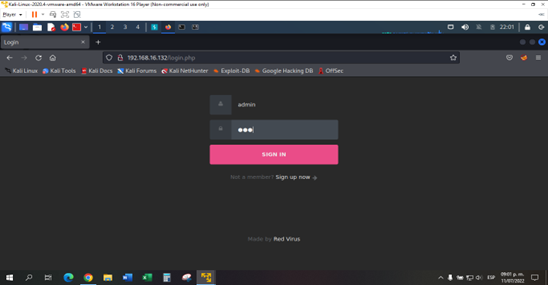 Kali-Linux-2020.4-vmware-amd64 - VMware Workstation 16 Player (Non-commercial use only)
Player
1 2 3 4
22:01
Login
192.168.16.132/login.php
Kali Linux Kali Tools Kali Docs Kali Forums Kali NetHunter Exploit-DB Google Hacking DB OffSec
admin
SIGN IN
Not a member? Sign up now
Made by Red Virus
ESP
09:01 p. m.
11/07/2022